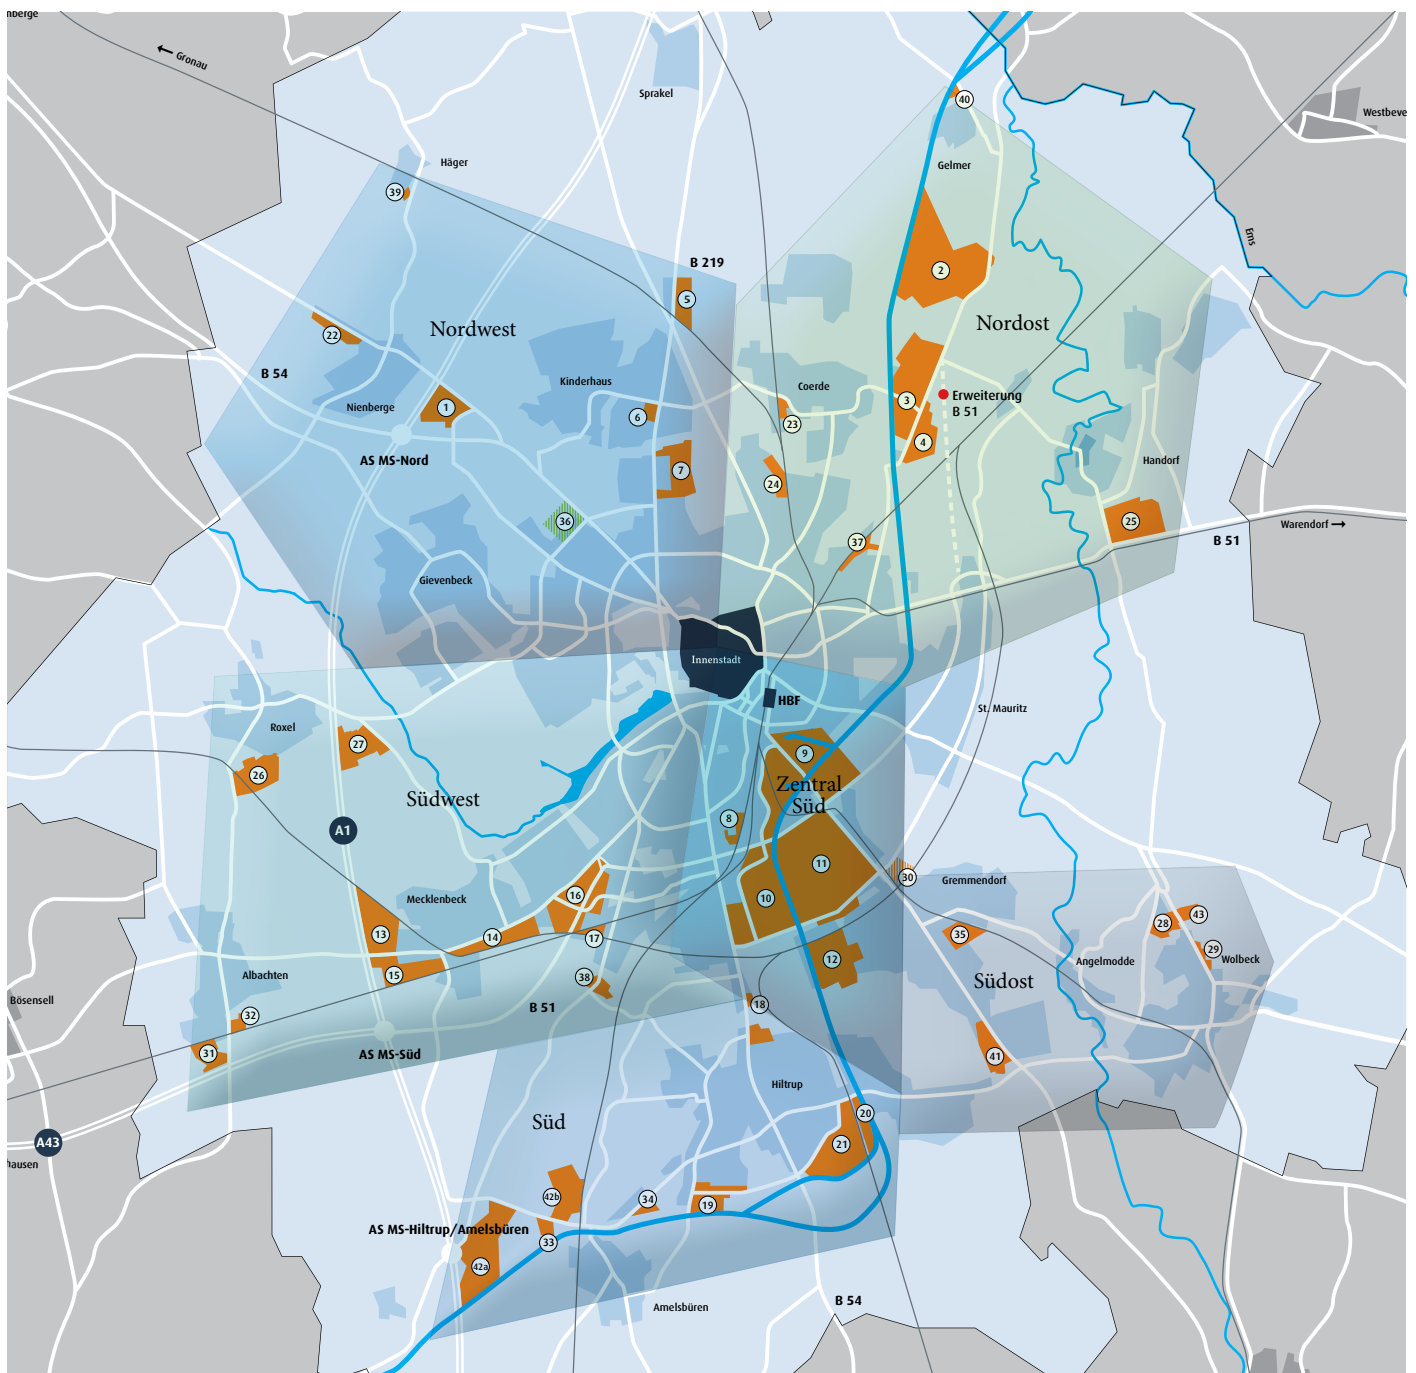 nberge
Gronau
Sprakel
40
Westbeve
Häger
Gelmer
39
Ems
B 219
2
5
Nordwest
Nordost
22
B 54
Kinderhaus
Coerde
Nienberge
1
3
Erweiterung
B 51
6
23
4
AS MS-Nord
Handorf
7
24
36
25
Warendorf
B 51
37
Gievenbeck
Innenstadt
HBF
St. Mauritz
Roxel
27
9
26
Zentral
Süd
Südwest
8
A1
11
30
Gremmendorf
Mecklenbeck
16
10
28
43
13
14
17
35
29
Wolbeck
12
Angelmodde
Albachten
15
38
Südost
Bösensell
32
B 51
18
31
AS MS-Süd
41
Hiltrup
Süd
20
A43
21
hausen
42b
34
19
AS MS-Hiltrup/Amelsbüren
33
42a
Amelsbüren
B 54